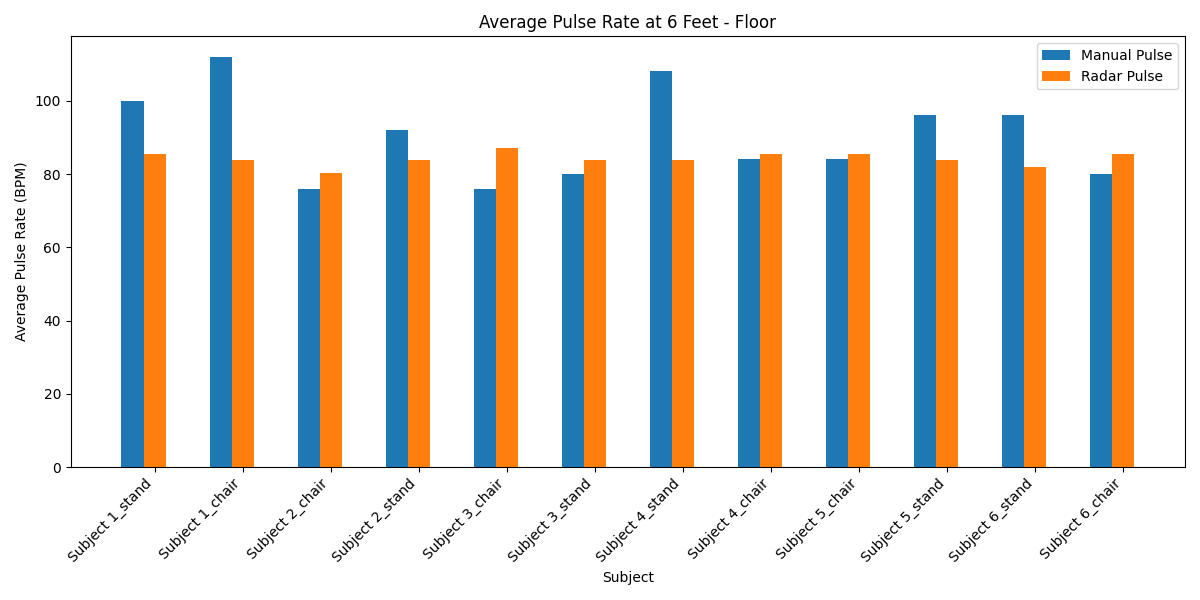 Average Pulse Rate at 6 Feet - Floor
Manual Pulse
Radar Pulse
Average Pulse Rate (BPM)
100
80
60
40
20
0
Subject 1_stand
Subject 1_chair
Subject 2_chair
Subject 2_stand
Subject 3_chair
Subject 3_stand
Subject 4_stand
Subject 4_chair
Subject 5_chair
Subject 5_stand
Subject 6_stand
Subject 6_chair
Subject